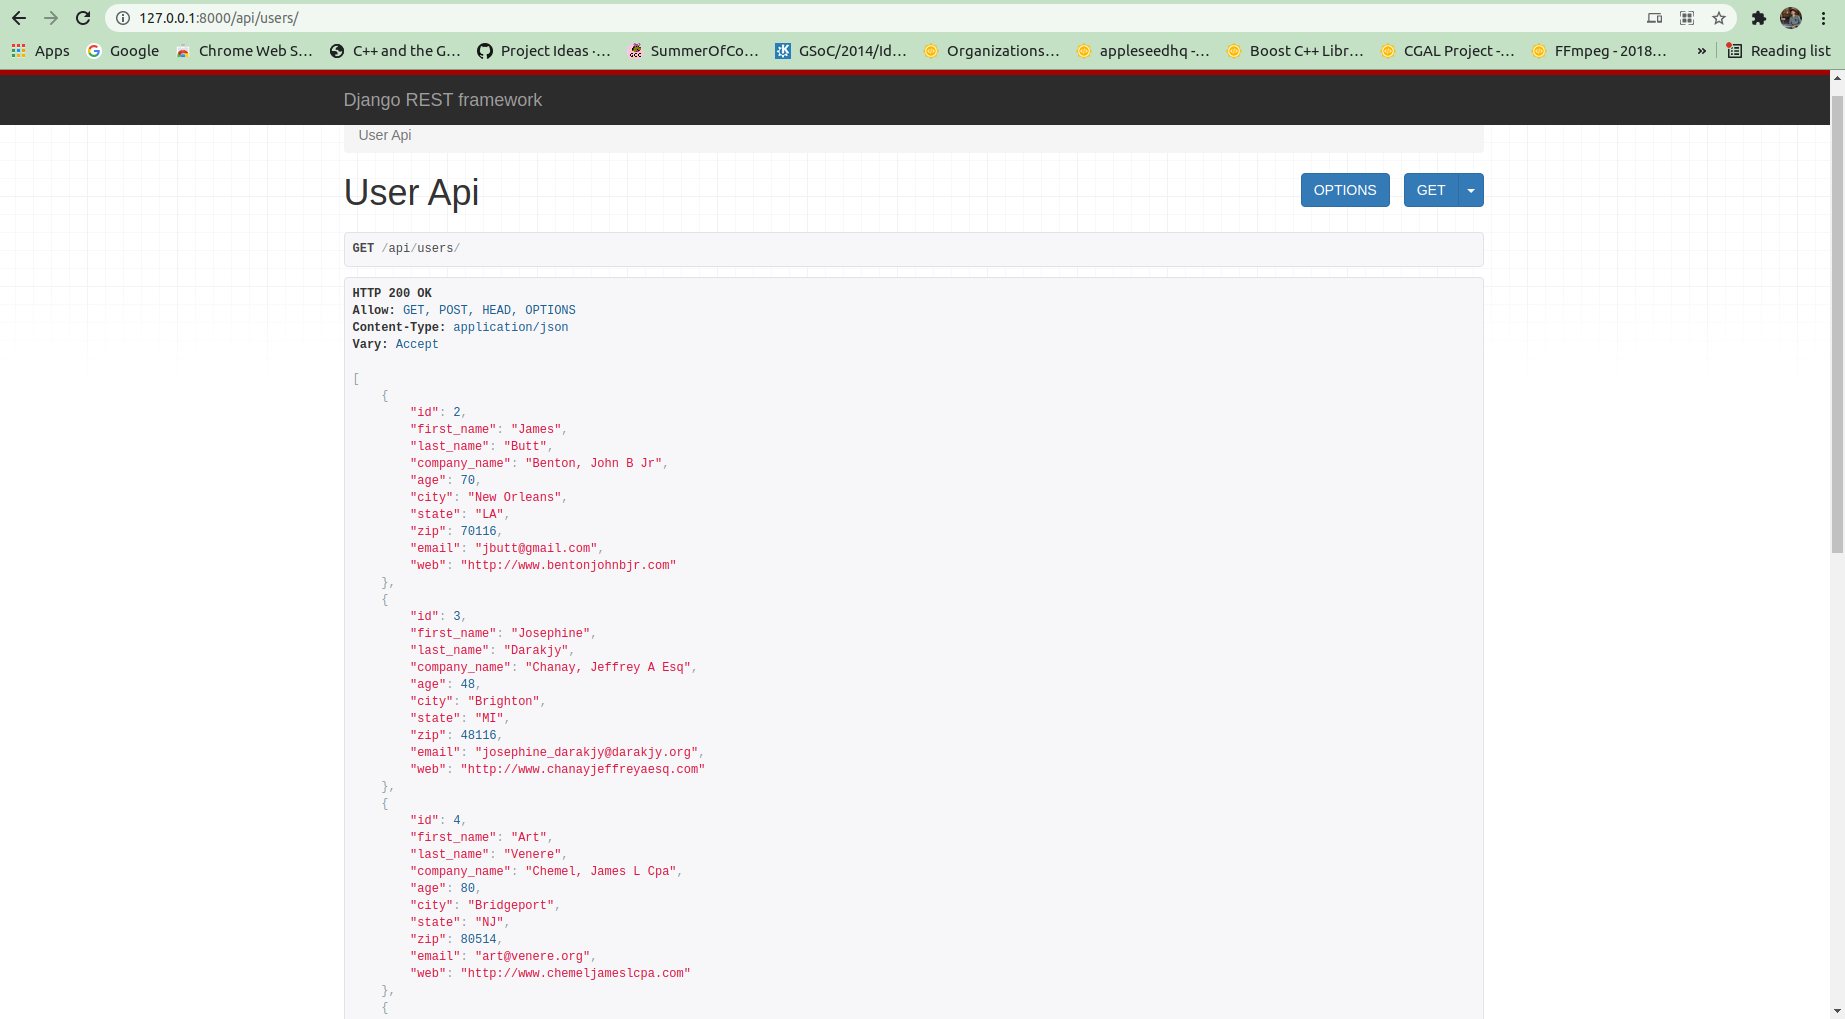 127.0.0.1:8000/api/users/
Apps Google Chrome Web S... C++ and the G... Project Ideas ·... SummerOfCo... GSoC/2014/Id... Organizations... appleseedhq -... Boost C++ Libr... CGAL Project -... FFmpeg - 2018... » Reading list
Django REST framework
User Api
User Api
OPTIONS GET
GET /api/users/
HTTP 200 OK
Allow: GET, POST, HEAD, OPTIONS
Content-Type: application/json
Vary: Accept
[
{
"id": 2,
"first_name": "James",
"last_name": "Butt",
"company_name": "Benton, John B Jr",
"age": 70,
"city": "New Orleans",
"state": "LA",
"zip": 70116,
"email": "jbutt@gmail.com",
"web": "http://www.bentonjohnbjr.com"
},
{
"id": 3,
"first_name": "Josephine",
"last_name": "Darakjy",
"company_name": "Chanay, Jeffrey A Esq",
"age": 48,
"city": "Brighton",
"state": "MI",
"zip": 48116,
"email": "josephine_darakjy@darakjy.org",
"web": "http://www.chanayjeffreyaesq.com"
},
{
"id": 4,
"first_name": "Art",
"last_name": "Venere",
"company_name": "Chemel, James L Cpa",
"age": 80,
"city": "Bridgeport",
"state": "NJ",
"zip": 80514,
"email": "art@venere.org",
"web": "http://www.chemeljameslcpa.com"
},
{